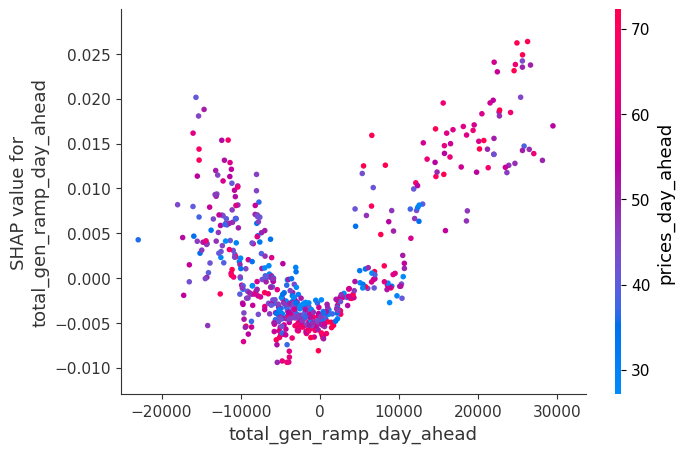 0.025
0.020
0.015
0.010
0.005
0.000
−0.005
−0.010
SHAP value for
total_gen_ramp_day_ahead
−20000 −10000 0 10000 20000 30000
total_gen_ramp_day_ahead
70
60
50
40
30
prices_day_ahead